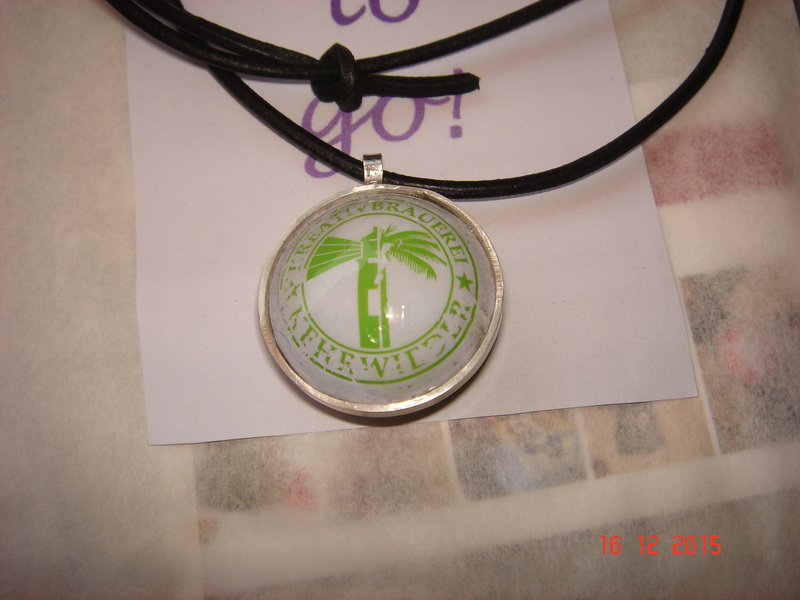 to
go!
KREATIVBRAUEREI
KEHRWIEDER
16 12 2015